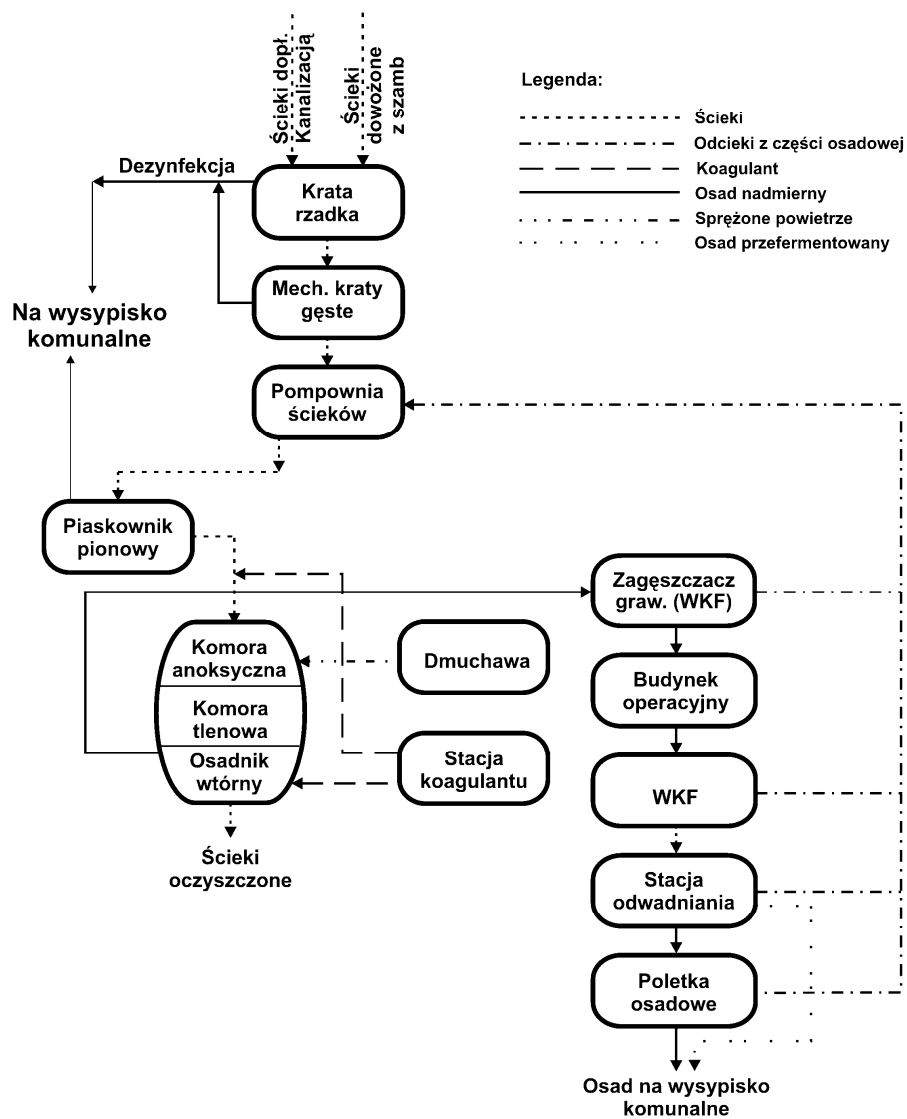 Ścieki dopł.
Kanalizacją
Ścieki
dowożone
z szamb
Legenda:
Ścieki
Odcieki z części osadowej
Koagulant
Osad nadmierny
Sprężone powietrze
Osad przefermentowany
Dezynfekcja
Krata
rzadka
Mech. kraty
gęste
Na wysypisko
komunalne
Pompownia
ścieków
Piaskownik
pionowy
Zagęszczacz
graw. (WKF)
Komora
anoksyczna
Dmuchawa
Budynek
operacyjny
Komora
tlenowa
Osadnik
wtórny
Stacja
koagulantu
WKF
Ścieki
oczyszczone
Stacja
odwadniania
Poletka
osadowe
Osad na wysypisko
komunalne